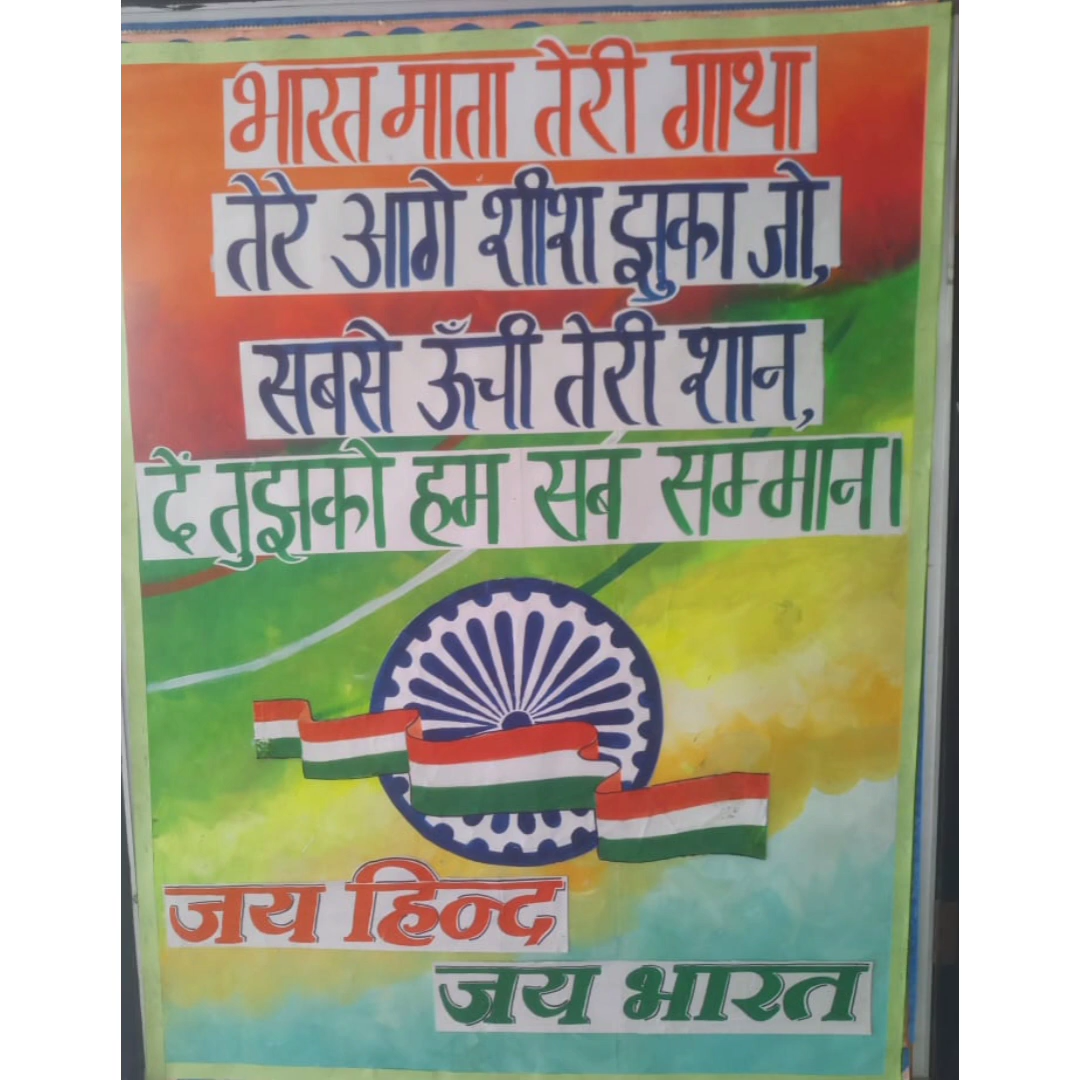 भारत माता तेरी गाथा
तेरे आगे शीश झुका जो,
सबसे ऊँची तेरी शान,
दें तुझको हम सब सम्मान।
जय हिन्द
जय भारत